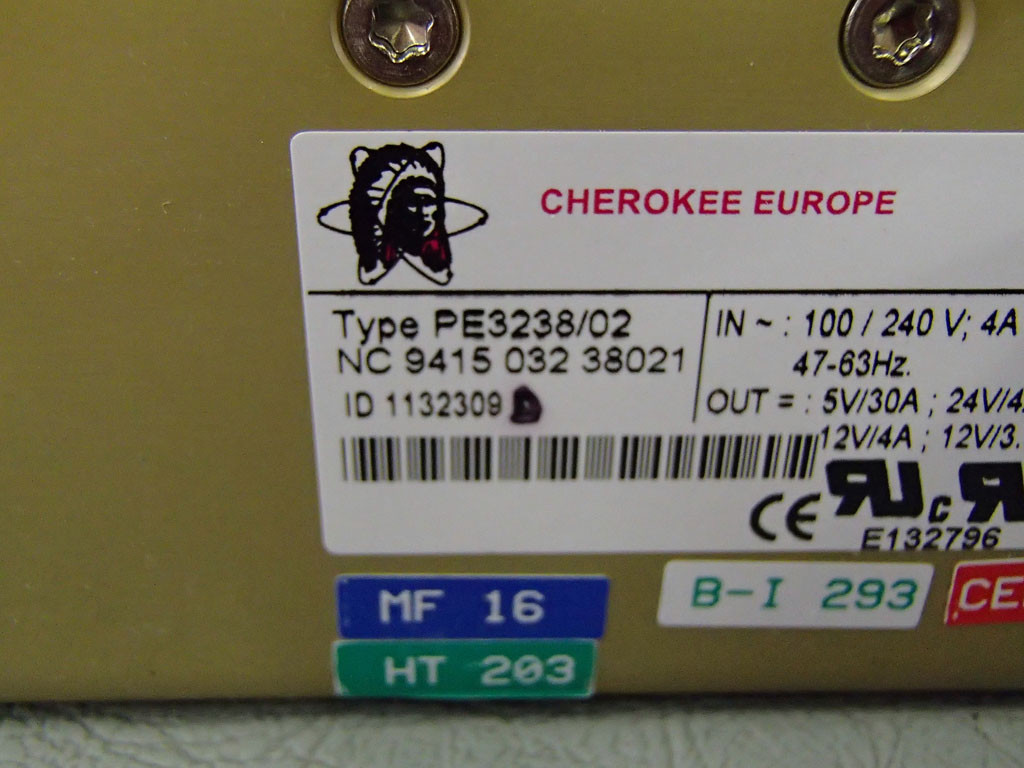 CHEROKEE EUROPE
Type PE3238/02
NC 9415 032 38021
ID 1132309 D
IN ~ : 100 / 240 V; 4A
47-63Hz.
OUT = : 5V/30A ; 24V/4
12V/4A ; 12V/3.
CE
E132796
MF 16
B-I 293
CE
HT 203